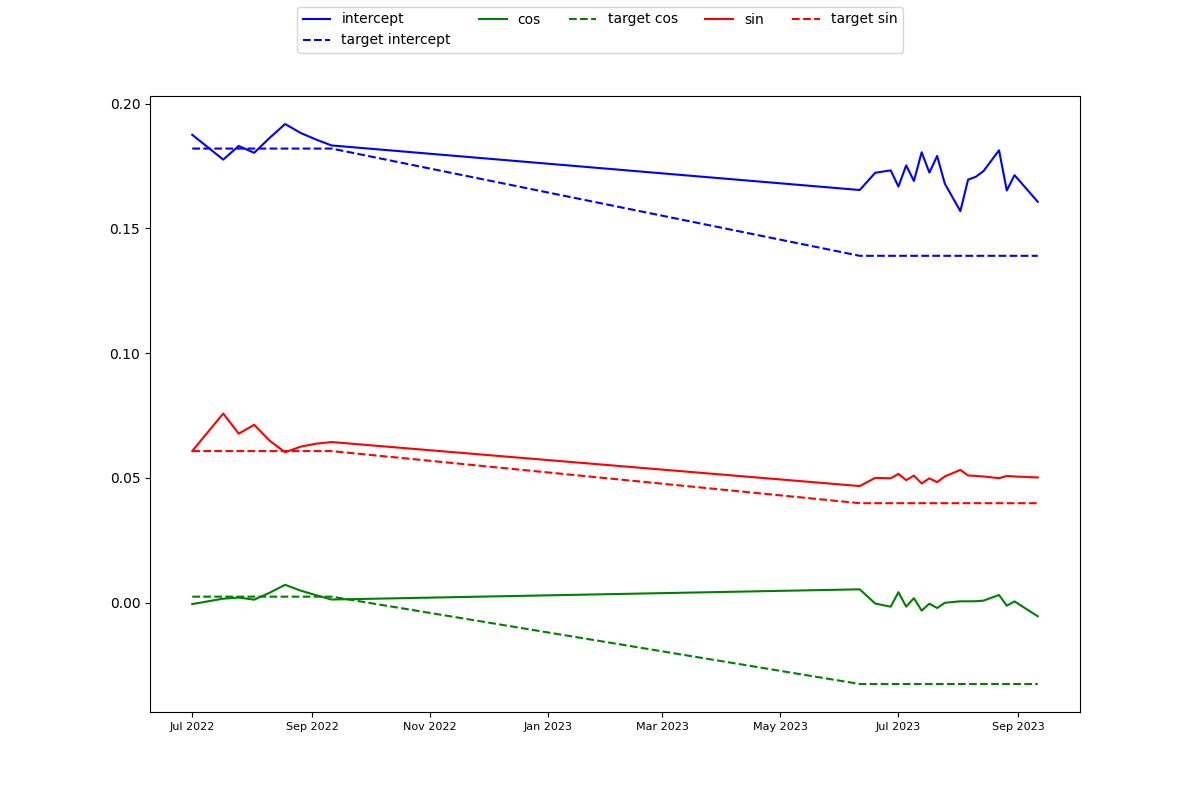 intercept cos target cos sin target sin
target intercept
0.20
0.15
0.10
0.05
0.00
Jul 2022 Sep 2022 Nov 2022 Jan 2023 Mar 2023 May 2023 Jul 2023 Sep 2023